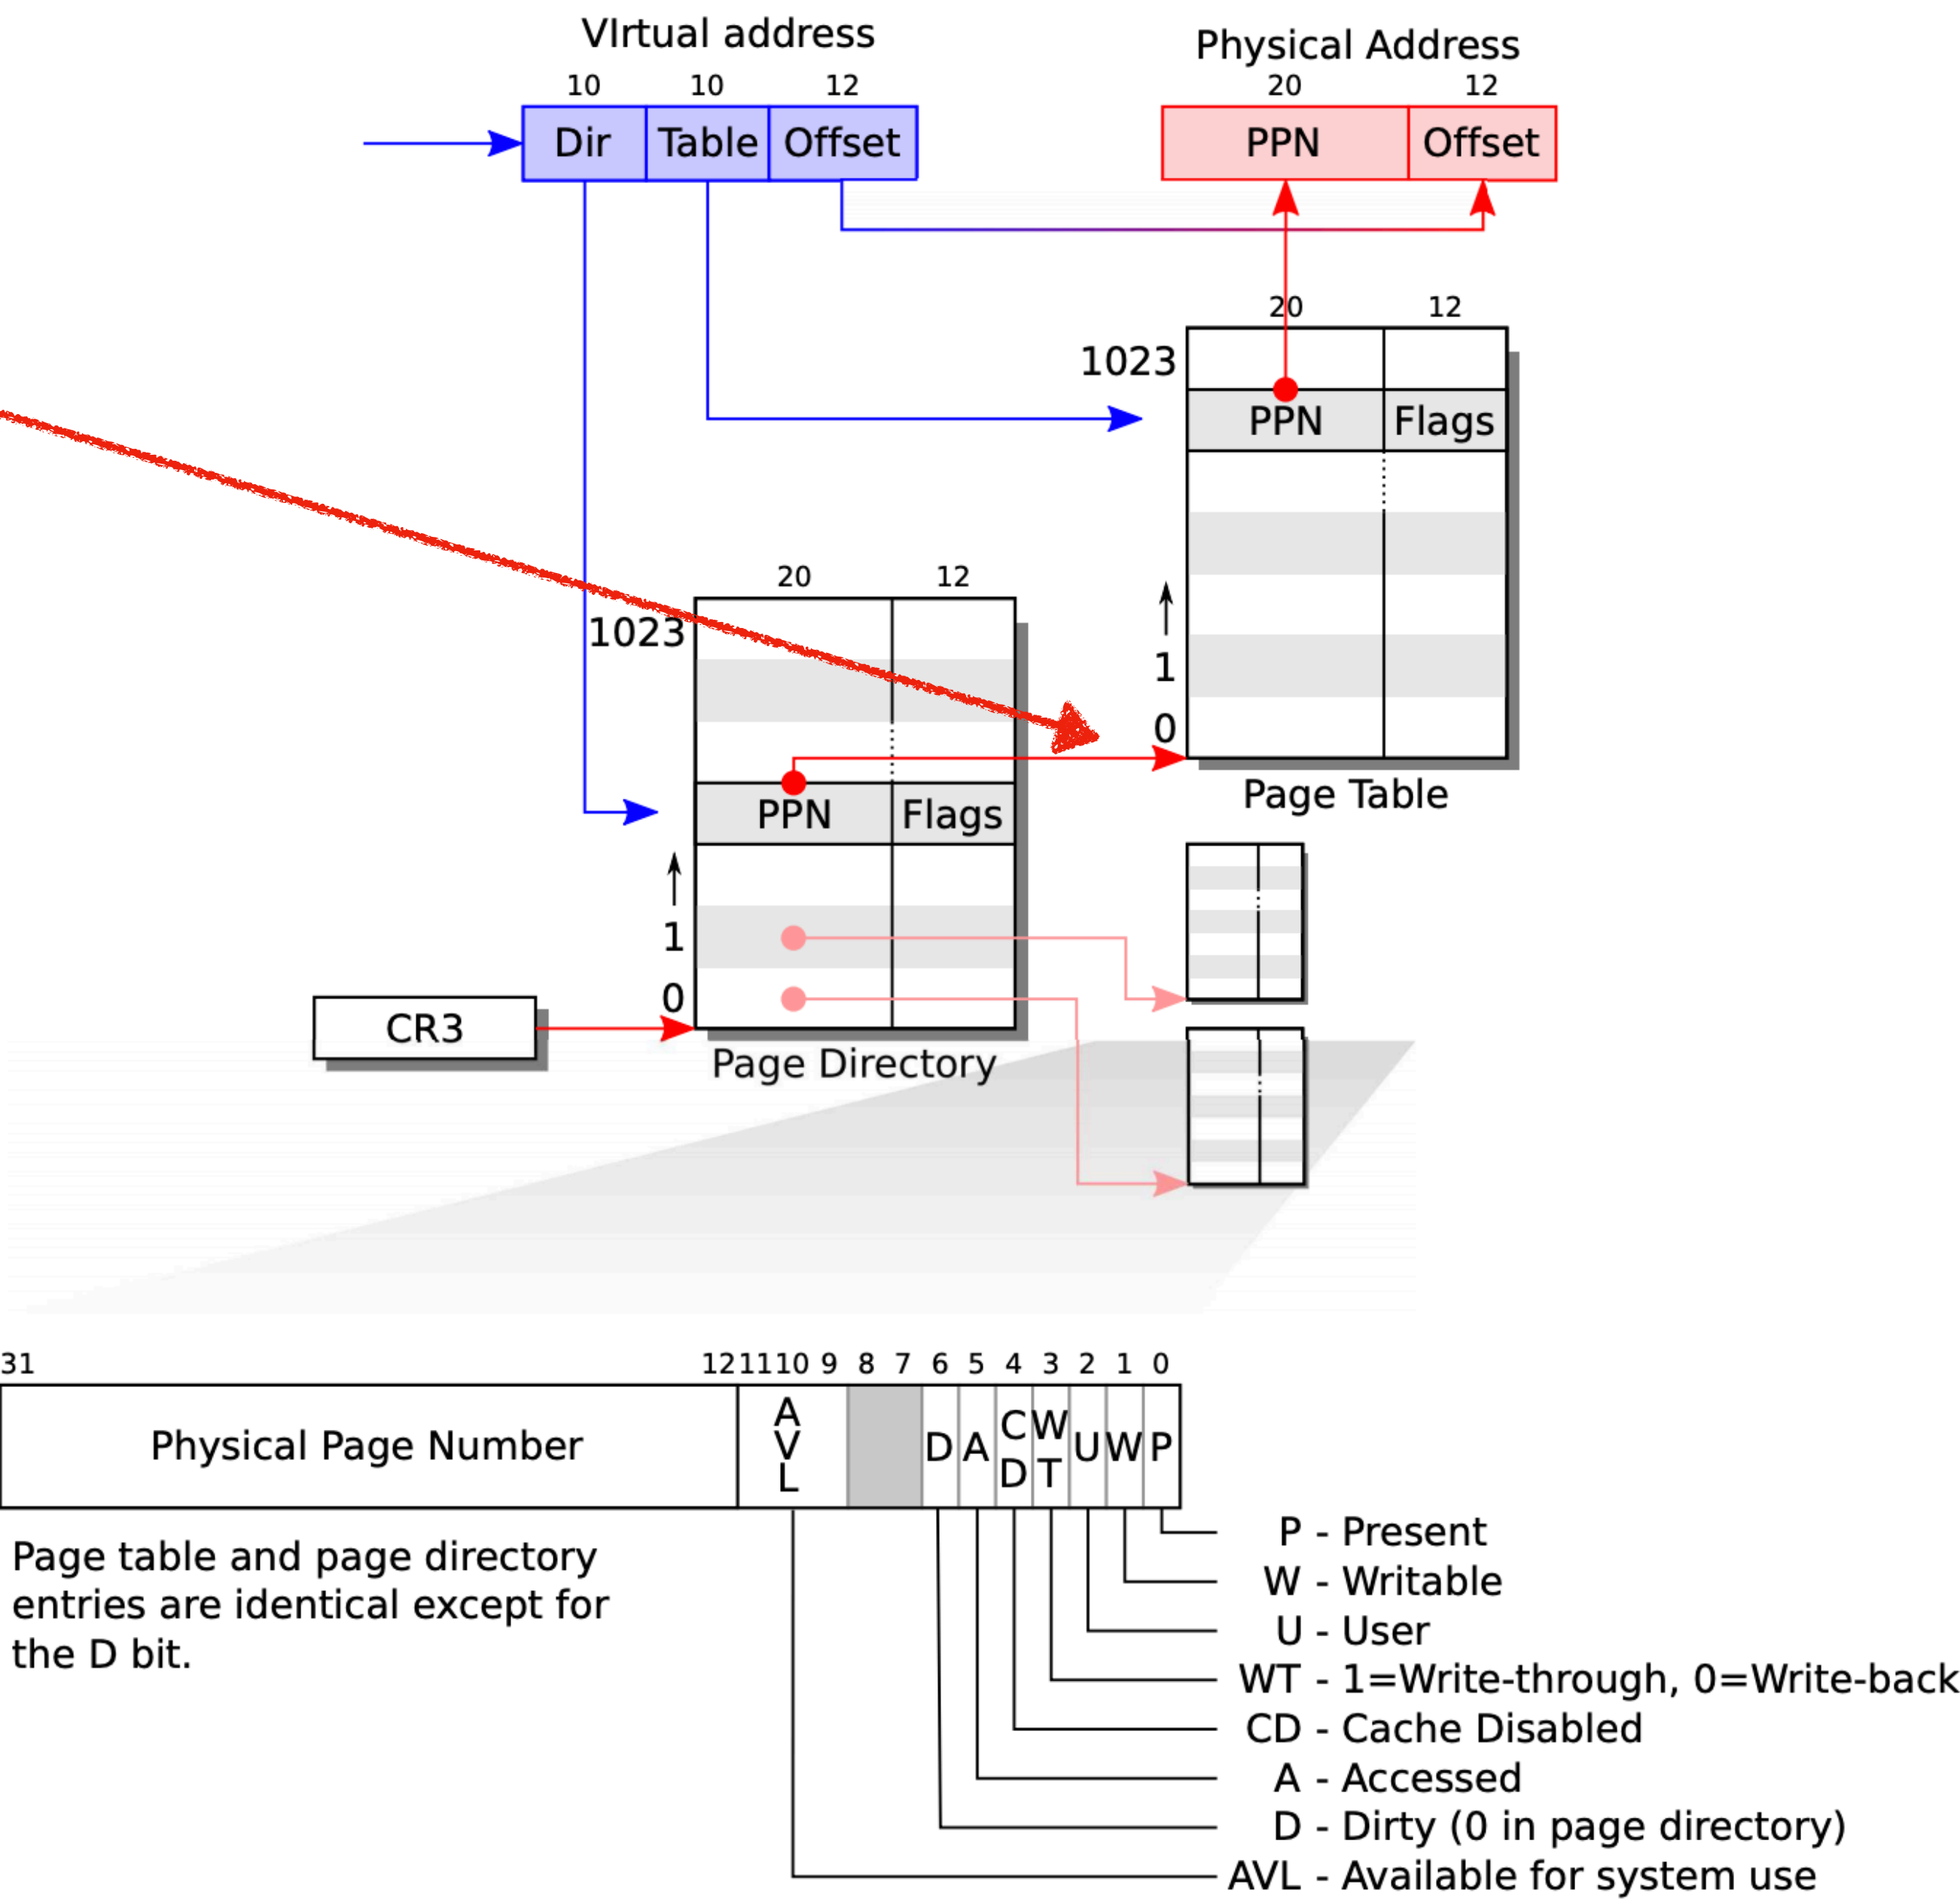 VIrtual address
Physical Address
10 10 12
20 12
Dir Table Offset
PPN Offset
20 12
1023
PPN Flags
20 12
1023
1
0
PPN Flags
Page Table
1
0
CR3
Page Directory
31 12 11 10 9 8 7 6 5 4 3 2 1 0
Physical Page Number AVL D A CD WT U W P
P - Present
Page table and page directory
W - Writable
entries are identical except for
U - User
the D bit.
WT - 1=Write-through, 0=Write-back
CD - Cache Disabled
A - Accessed
D - Dirty (0 in page directory)
AVL - Available for system use